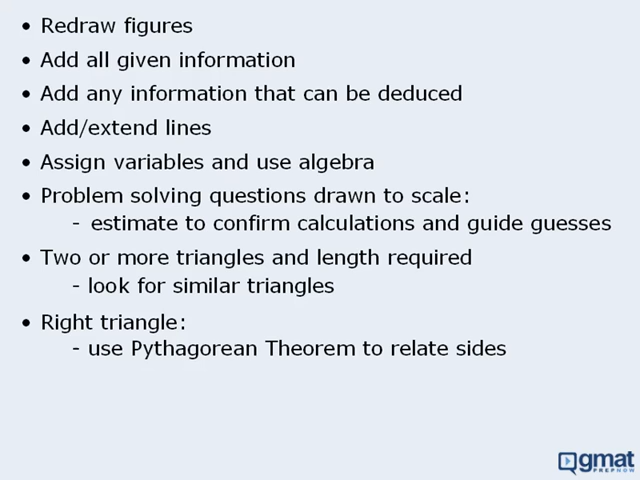 • Redraw figures
• Add all given information
• Add any information that can be deduced
• Add/extend lines
• Assign variables and use algebra
• Problem solving questions drawn to scale:
- estimate to confirm calculations and guide guesses
• Two or more triangles and length required
- look for similar triangles
• Right triangle:
- use Pythagorean Theorem to relate sides
gmat
PREPNOW